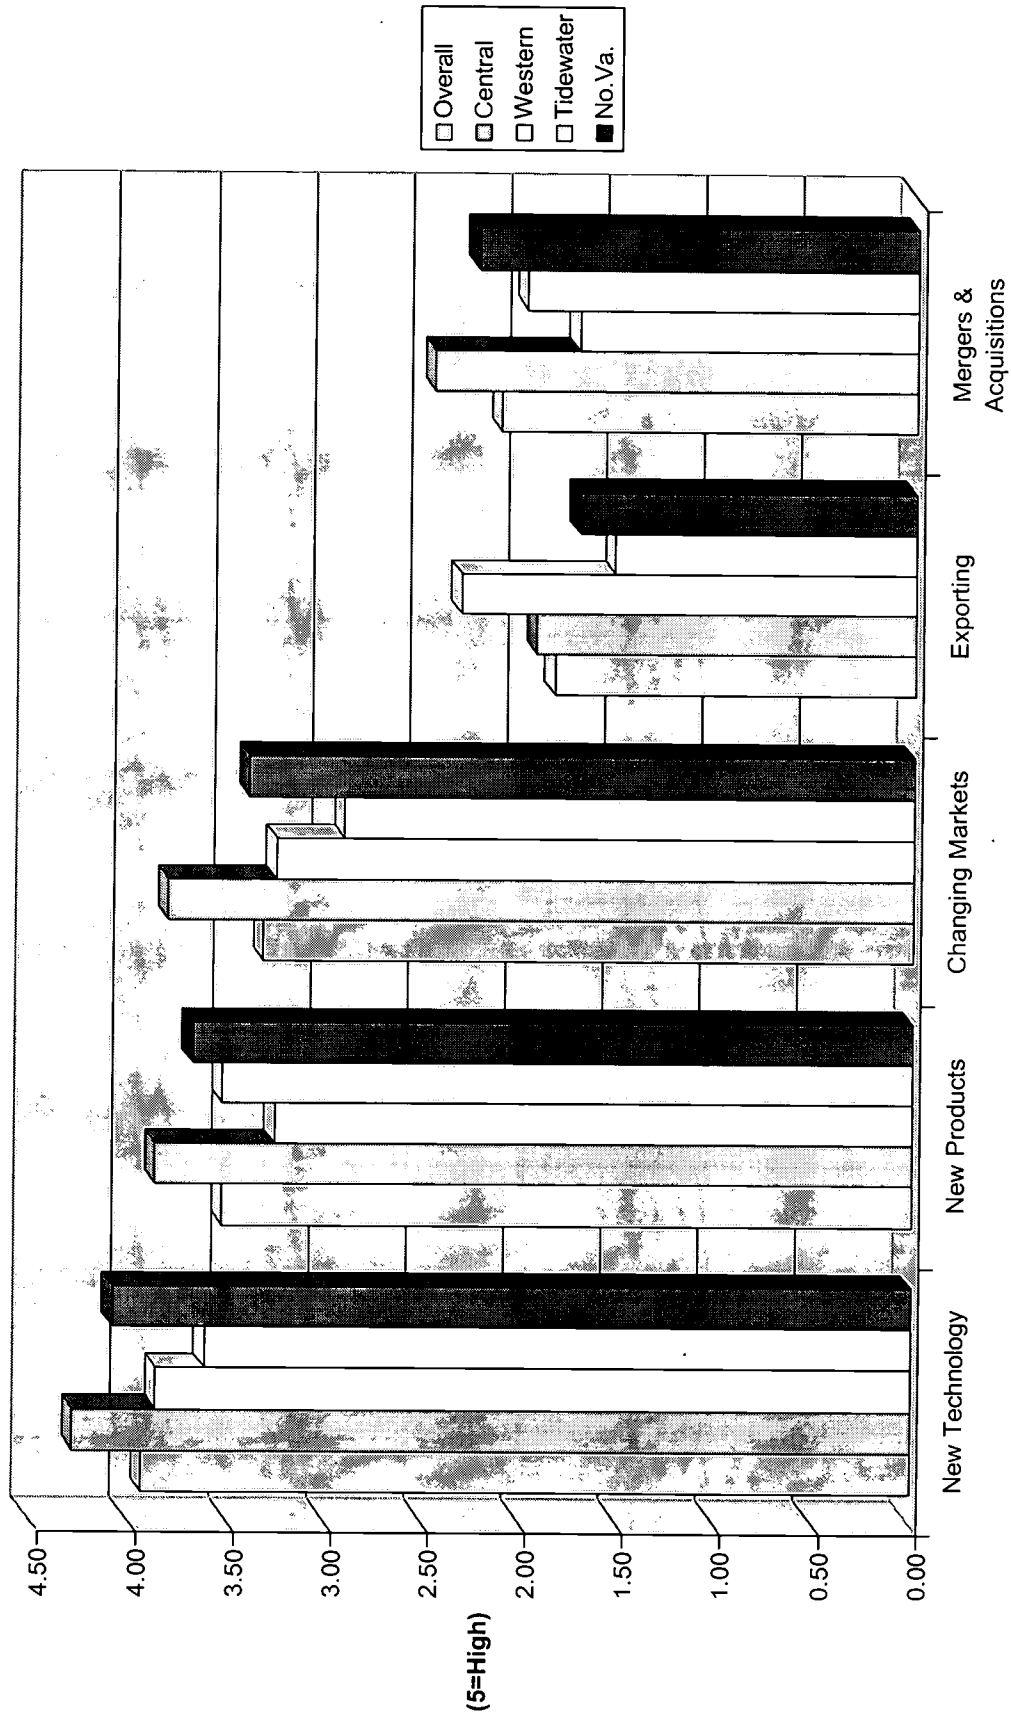 4.50
4.00
3.50
3.00
2.50
2.00
1.50
1.00
0.50
0.00
(5=High)
New Technology
New Products
Changing Markets
Exporting
Mergers &
Acquisitions
Overall
Central
Western
Tidewater
No.Va.